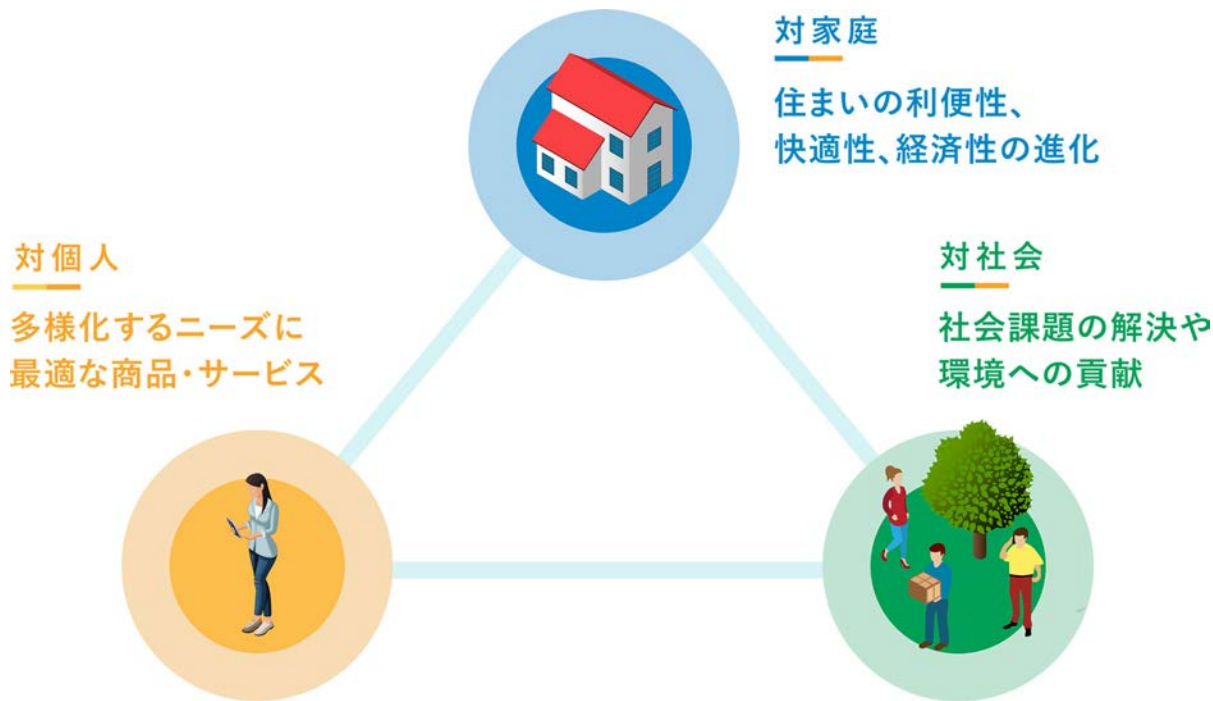 対家庭
住まいの利便性、
快適性、経済性の進化
対個人
多様化するニーズに
最適な商品・サービス
対社会
社会課題の解決や
環境への貢献